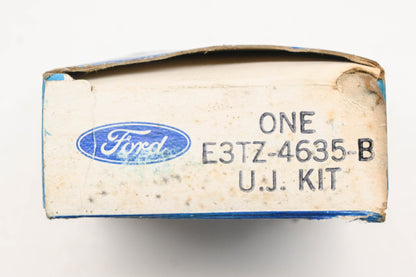 Ford
ONE
E3TZ-4635-B
U.J. KIT